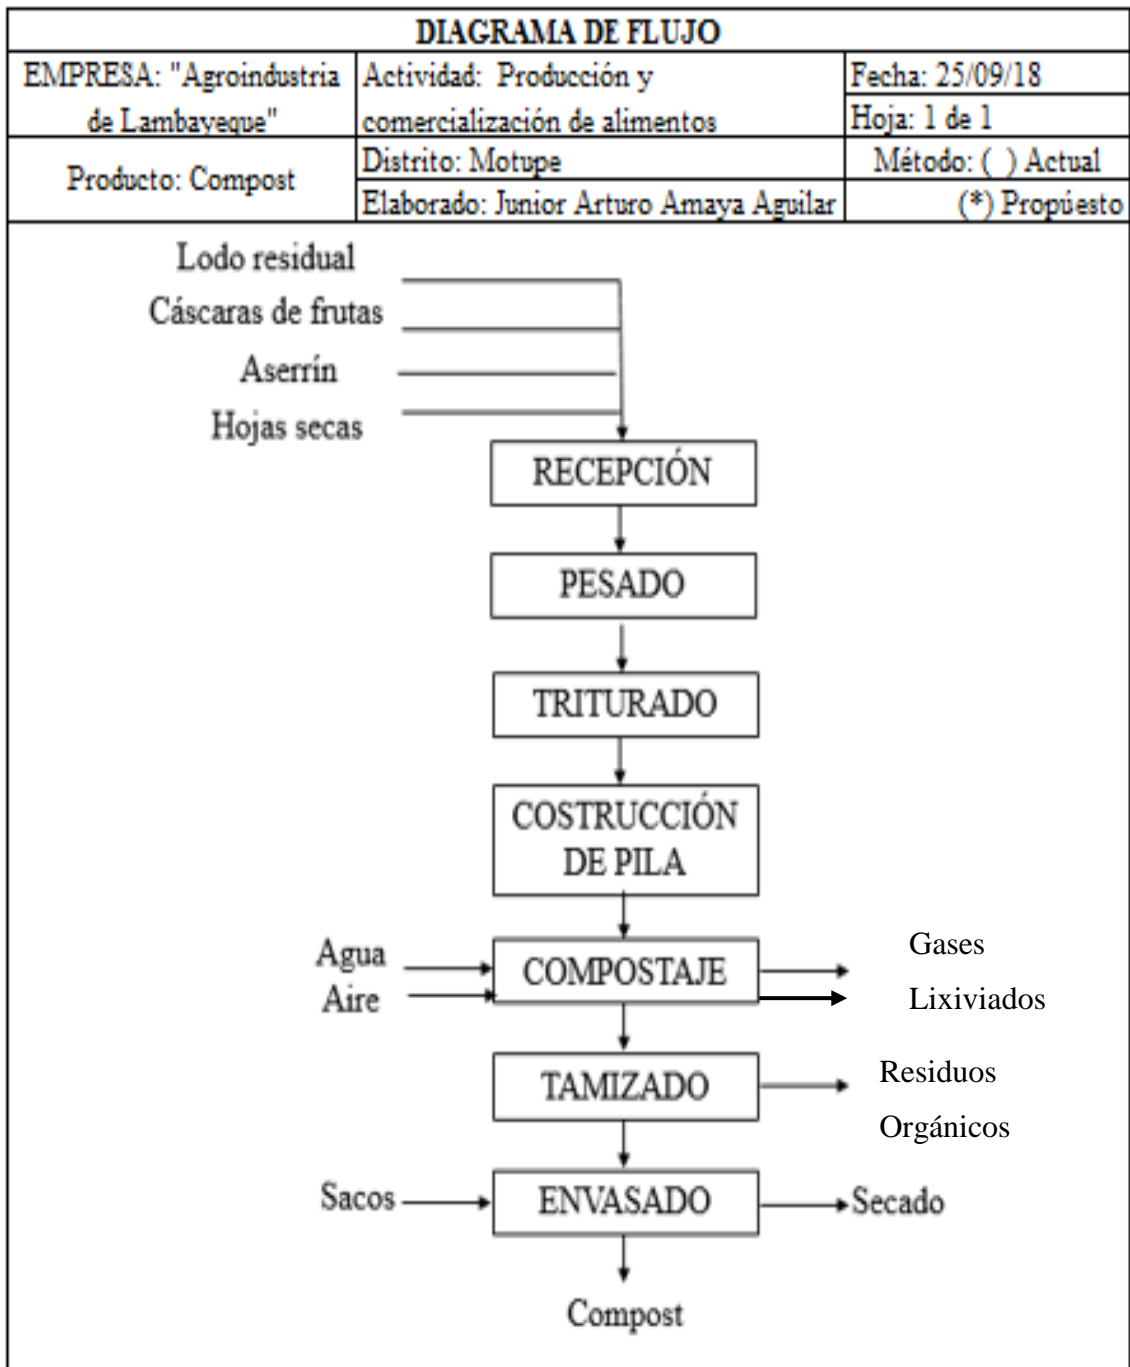 DIAGRAMA DE FLUJO
EMPRESA: "Agroindustria
de Lambayeque"
Actividad: Producción y
comercialización de alimentos
Fecha: 25/09/18
Hoja: 1 de 1
Producto: Compost
Distrito: Motupe
Elaborado: Junior Arturo Amaya Aguilar
Método: ( ) Actual
(*) Propúesto
Lodo residual
Cáscaras de frutas
Aserrín
Hojas secas
RECEPCIÓN
PESADO
TRITURADO
COSTRUCCIÓN
DE PILA
Agua
Aire
COMPOSTAJE
Gases
Lixiviados
TAMIZADO
Residuos
Orgánicos
Sacos
ENVASADO
Secado
Compost